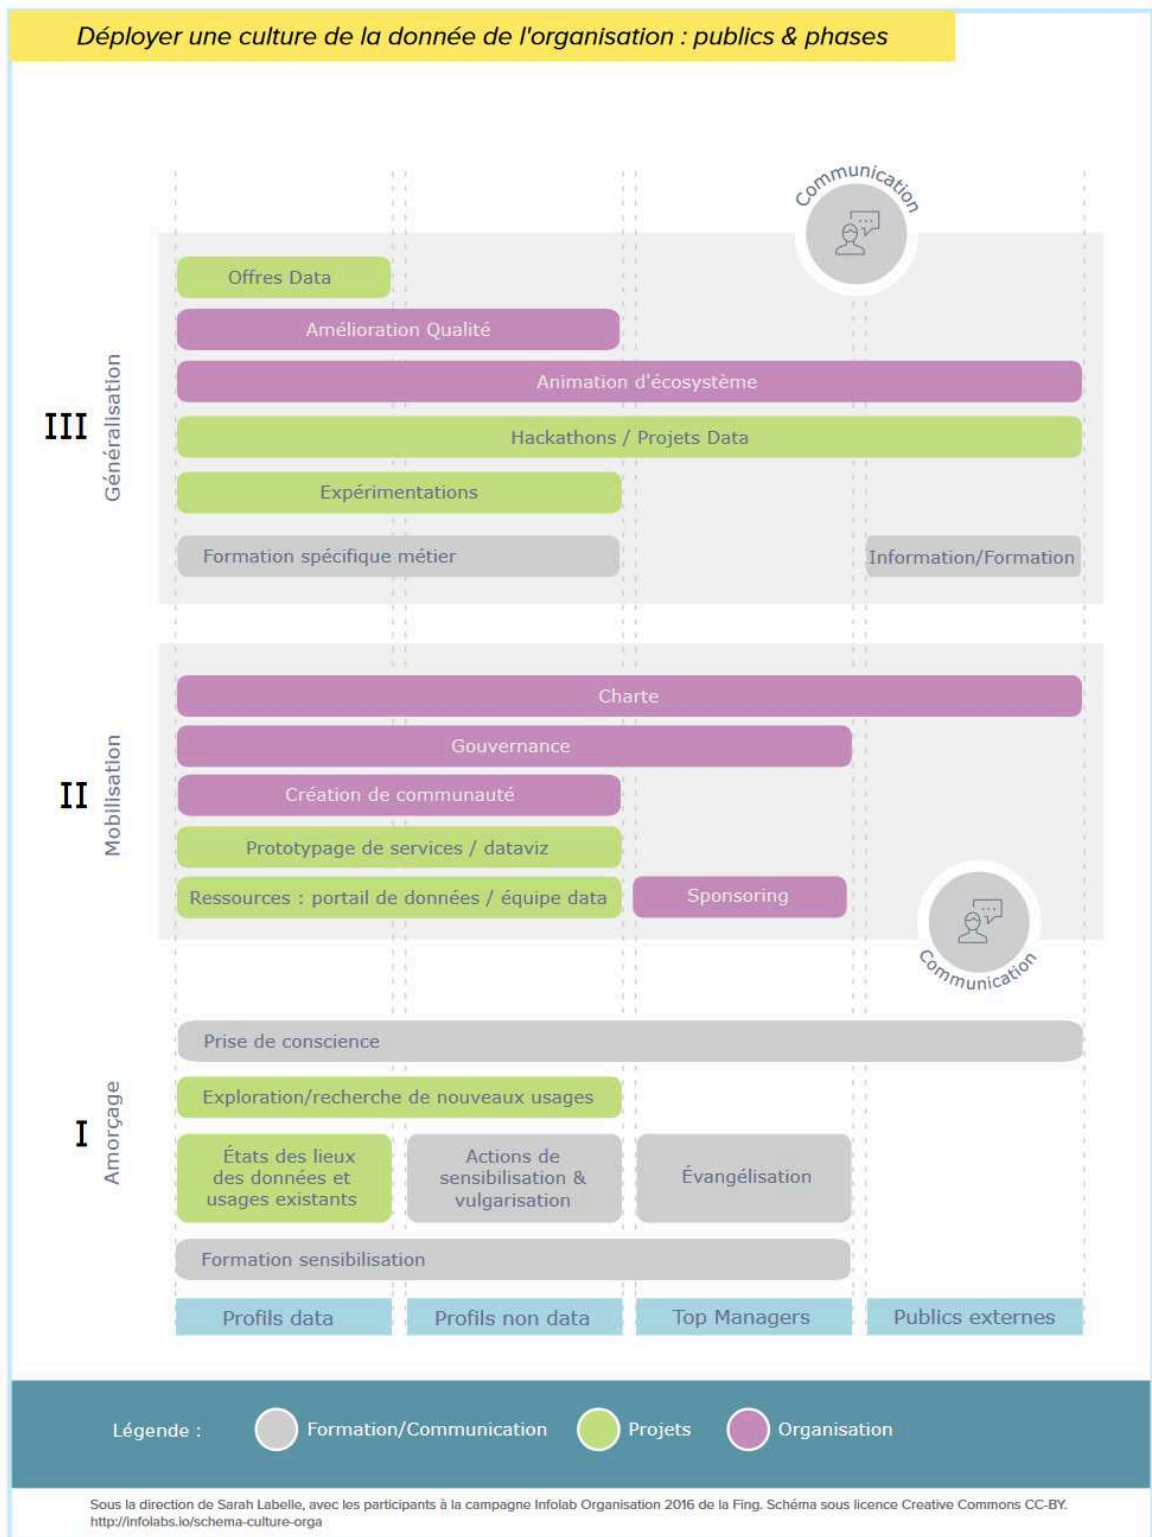 Déployer une culture de la donnée de l'organisation : publics & phases
Communication
III
Généralisation
Offres Data
Amélioration Qualité
Animation d'écosystème
Hackathons / Projets Data
Expérimentations
Formation spécifique métier
Information/Formation
II
Mobilisation
Charte
Gouvernance
Création de communauté
Prototypage de services / dataviz
Ressources : portail de données / équipe data
Sponsoring
Communication
I
Amorçage
Prise de conscience
Exploration/recherche de nouveaux usages
États des lieux
des données et
usages existants
Actions de
sensibilisation &
vulgarisation
Évangélisation
Formation sensibilisation
Profils data
Profils non data
Top Managers
Publics externes
Légende :
Formation/Communication
Projets
Organisation
Sous la direction de Sarah Labelle, avec les participants à la campagne Infolab Organisation 2016 de la Fing. Schéma sous licence Creative Commons CC-BY.
http://infolabs.io/schema-culture-orga